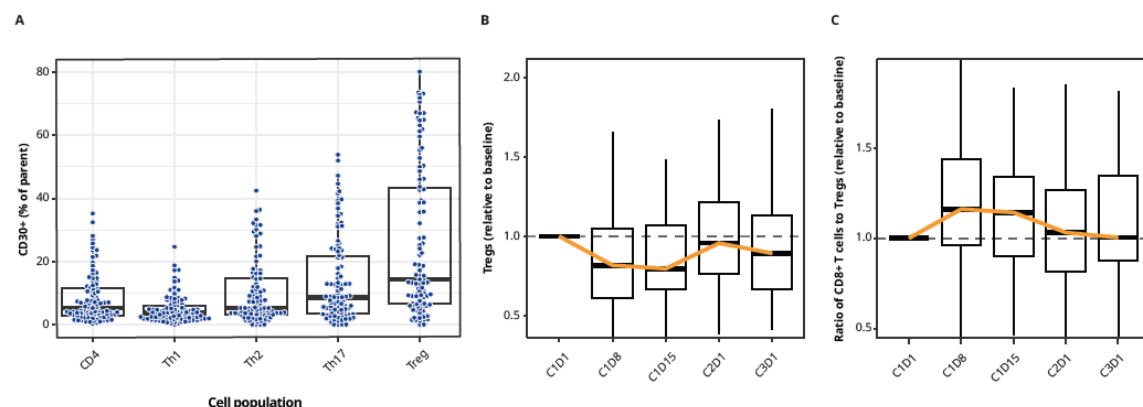 A
CD30+ (% of parent)
80
60
40
20
0
CD4
Th1
Th2
Th17
Treg
Cell population
B
Tregs (relative to baseline)
2.0
1.5
1.0
0.5
C1D1
C1D8
C1D15
C2D1
C3D1
C
Ratio of CD8+ T cells to Tregs (relative to baseline)
1.5
1.0
0.5
C1D1
C1D8
C1D15
C2D1
C3D1